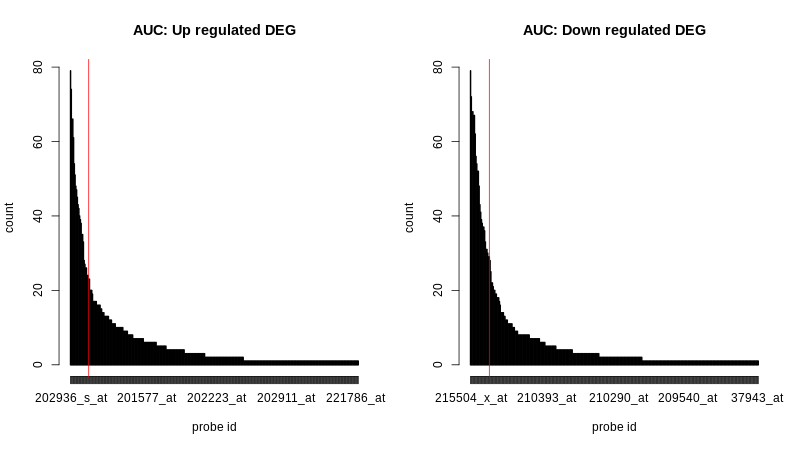 AUC: Up regulated DEG
count
80
60
40
20
0
202936_s_at 201577_at 202223_at 202911_at 221786_at
probe id
AUC: Down regulated DEG
count
80
60
40
20
0
215504_x_at 210393_at 210290_at 209540_at 37943_at
probe id